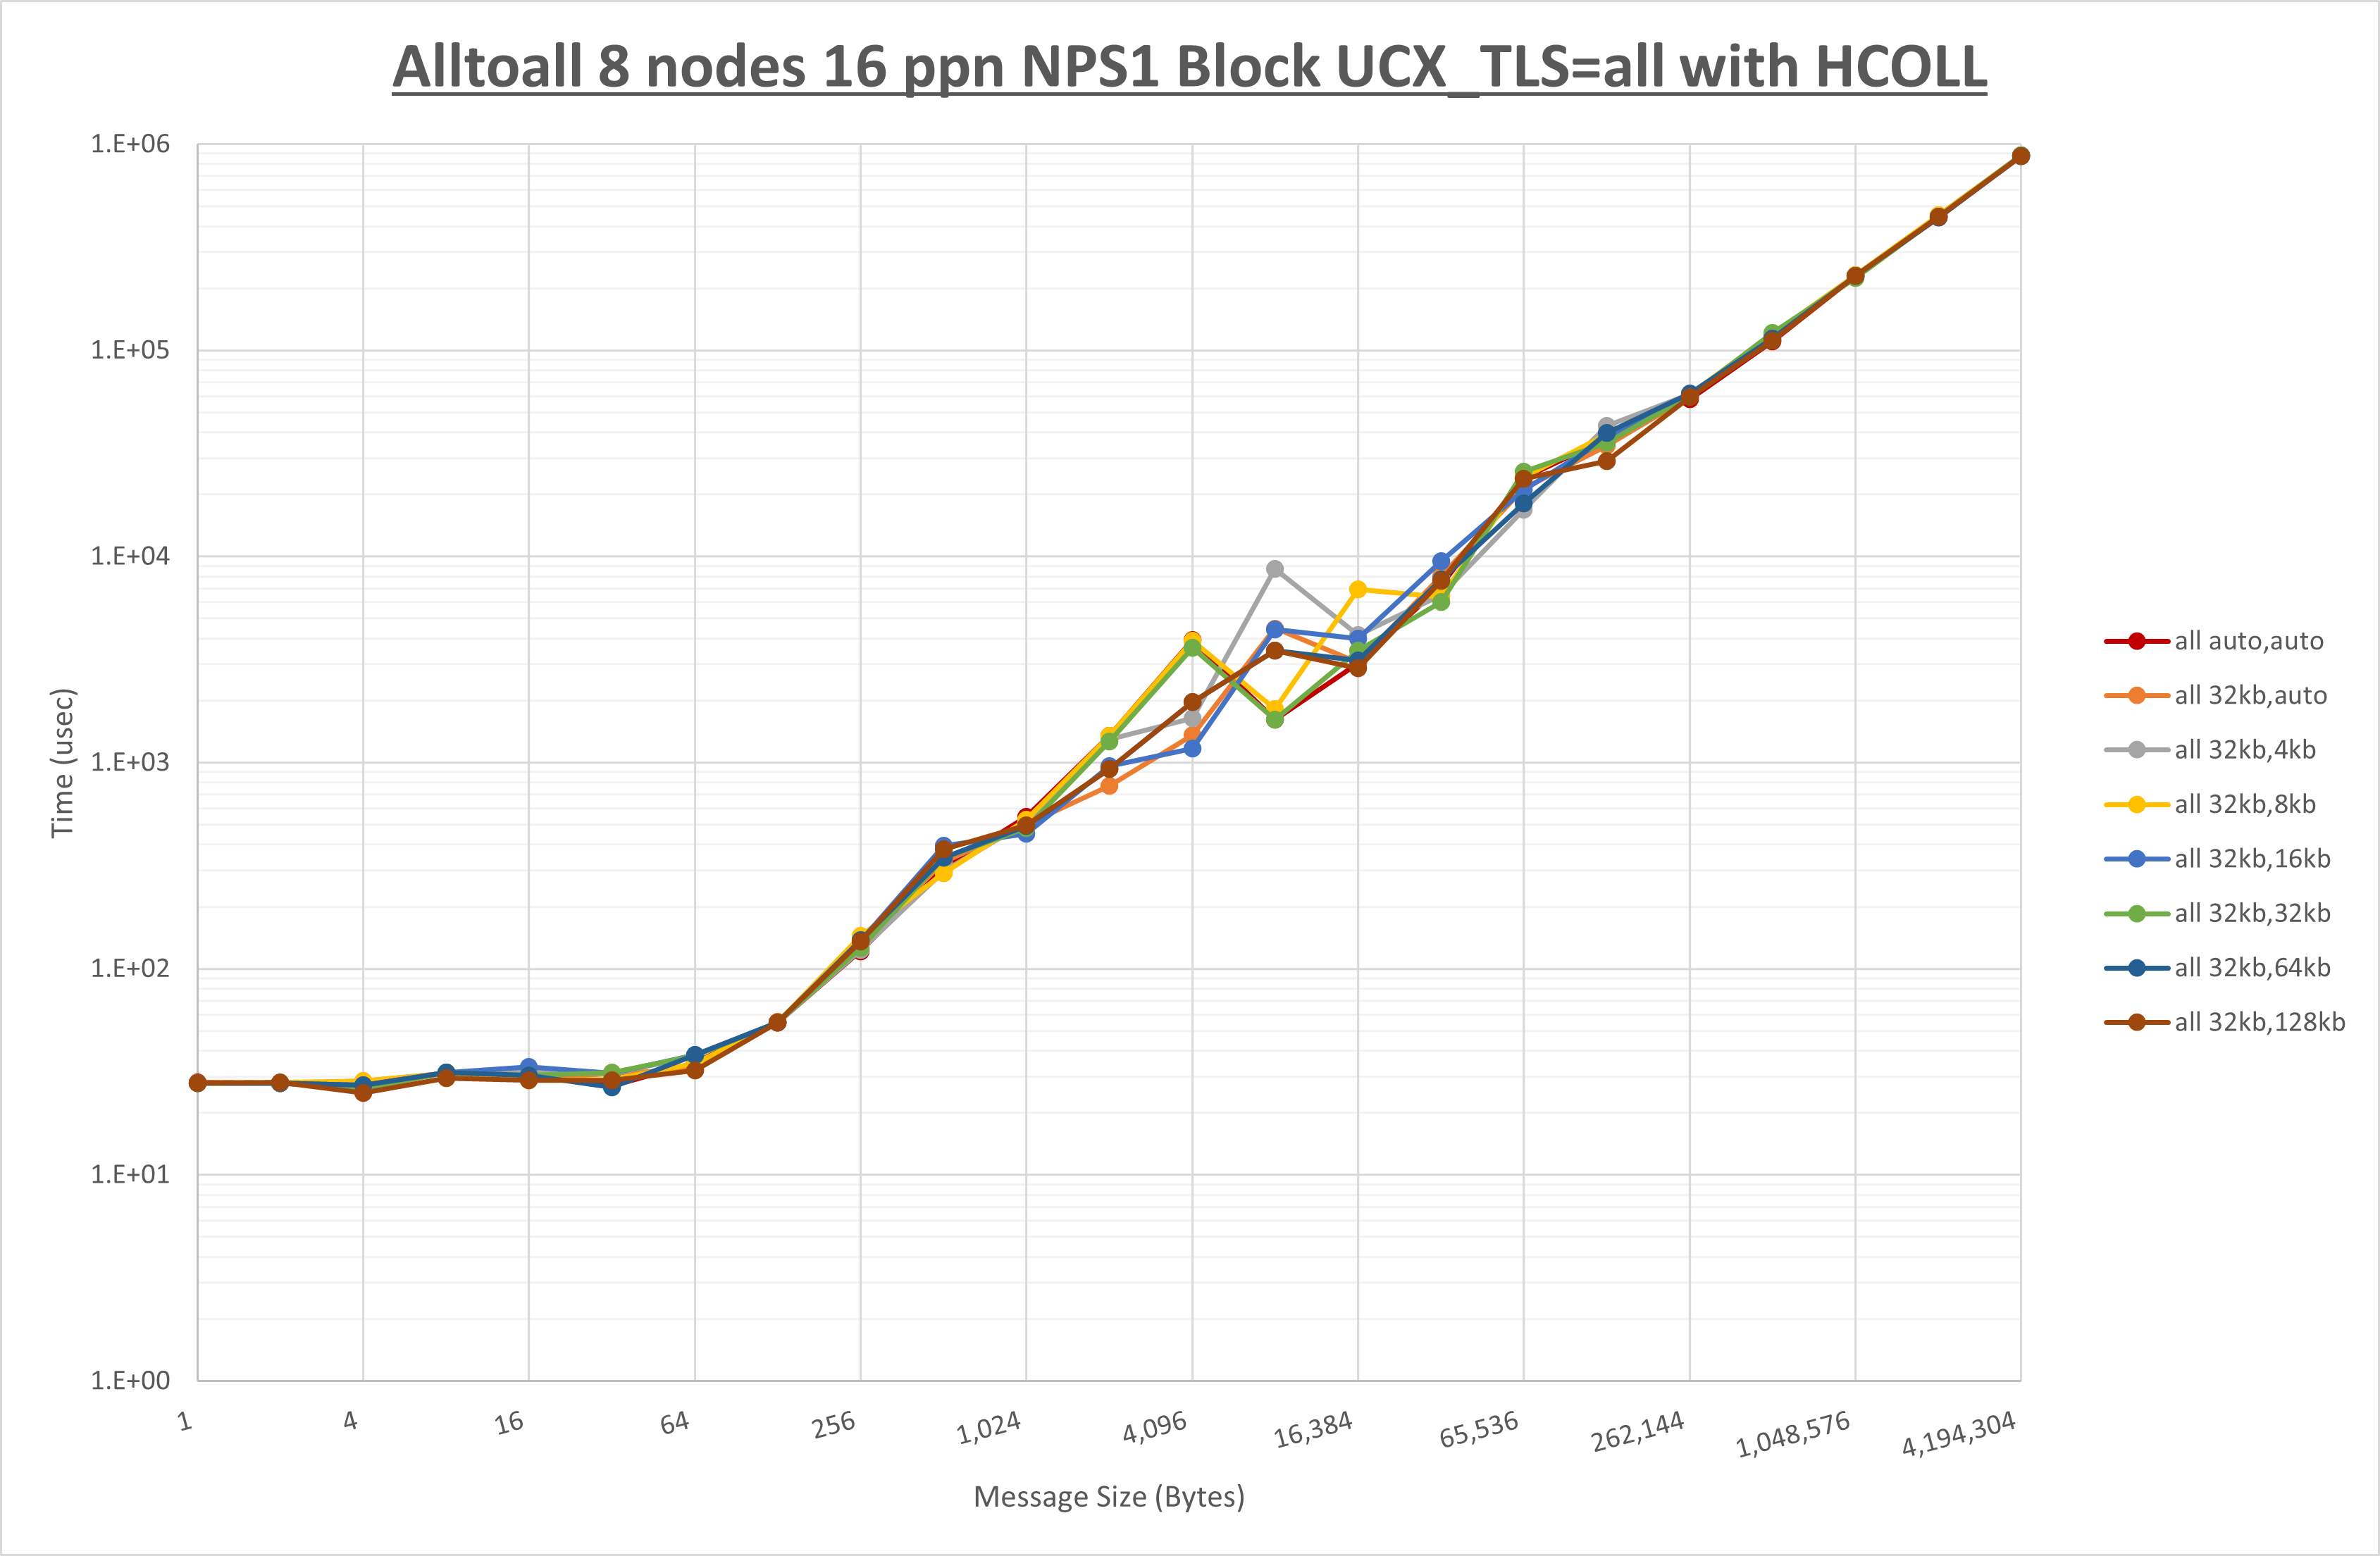 Alltoall 8 nodes 16 ppn NPS1 Block UCX_TLS=all with HCOLL
1.E+06
1.E+05
1.E+04
1.E+03
1.E+02
1.E+01
1.E+00
Time (usec)
1
4
16
64
256
1,024
4,096
16,384
65,536
262,144
1,048,576
4,194,304
Message Size (Bytes)
all auto,auto
all 32kb,auto
all 32kb,4kb
all 32kb,8kb
all 32kb,16kb
all 32kb,32kb
all 32kb,64kb
all 32kb,128kb